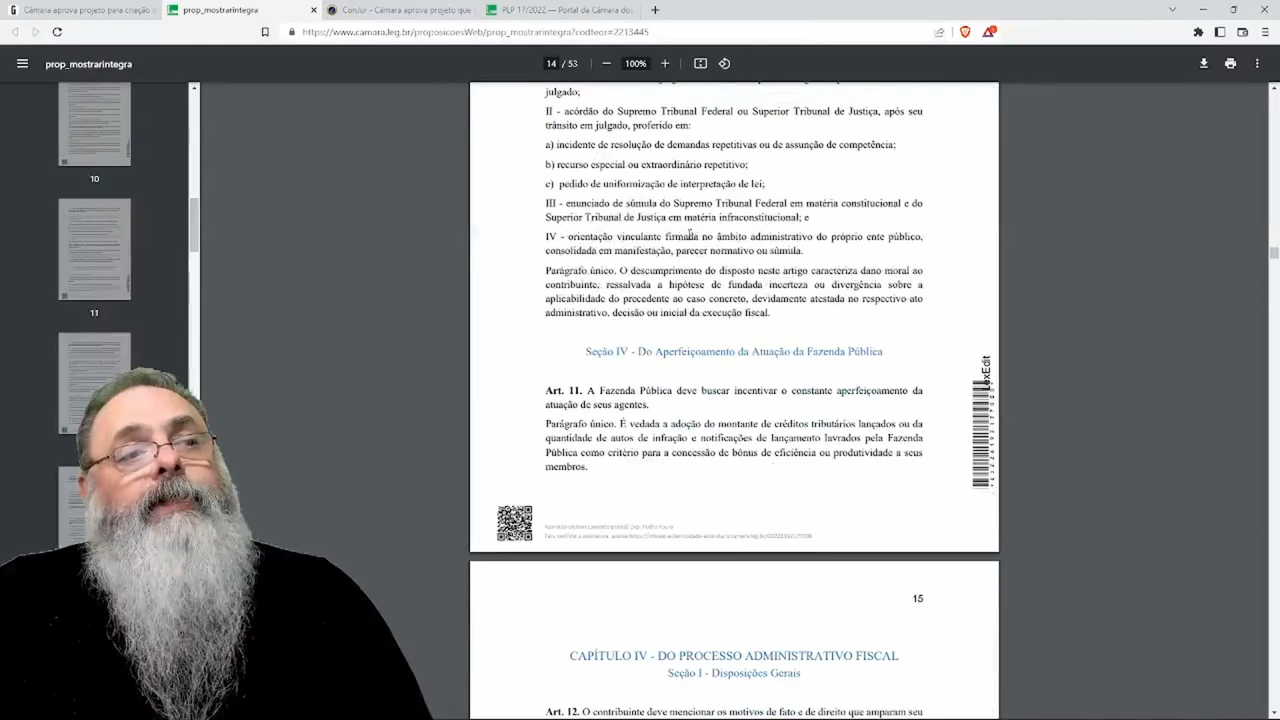 Câmara aprova projeto para criação d
prop_mostrarintegra
ConJur - Câmara aprova projeto que
PLP 17/2022 — Portal da Câmara do
https://www.camara.leg.br/proposicoesWeb/prop_mostrarintegra?codteor=2213445
prop_mostrarintegra
14 / 53
100%
10
11
julgado;
II - acórdão do Supremo Tribunal Federal ou Superior Tribunal de Justiça, após seu
trânsito em julgado, proferido em:
a) incidente de resolução de demandas repetitivas ou de assunção de competência;
b) recurso especial ou extraordinário repetitivo;
c) pedido de uniformização de interpretação de lei;
III - enunciado de súmula do Supremo Tribunal Federal em matéria constitucional e do
Superior Tribunal de Justiça em matéria infraconstitucional; e
IV - orientação vinculante firmada no âmbito administrativo do próprio ente público,
consolidada em manifestação, parecer normativo ou súmula.
Parágrafo único. O descumprimento do disposto neste artigo caracteriza dano moral ao
contribuinte, ressalvada a hipótese de fundada incerteza ou divergência sobre a
aplicabilidade do precedente ao caso concreto, devidamente atestada no respectivo ato
administrativo, decisão ou inicial da execução fiscal.
Seção IV - Do Aperfeiçoamento da Atuação da Fazenda Pública
Art. 11. A Fazenda Pública deve buscar incentivar o constante aperfeiçoamento da
atuação de seus agentes.
Parágrafo único. É vedada a adoção do montante de créditos tributários lançados ou da
quantidade de autos de infração e notificações de lançamento lavrados pela Fazenda
Pública como critério para a concessão de bônus de eficiência ou produtividade a seus
membros.
LexEdit
15
CAPÍTULO IV - DO PROCESSO ADMINISTRATIVO FISCAL
Seção I - Disposições Gerais
Art. 12. O contribuinte deve mencionar os motivos de fato e de direito que amparam seu